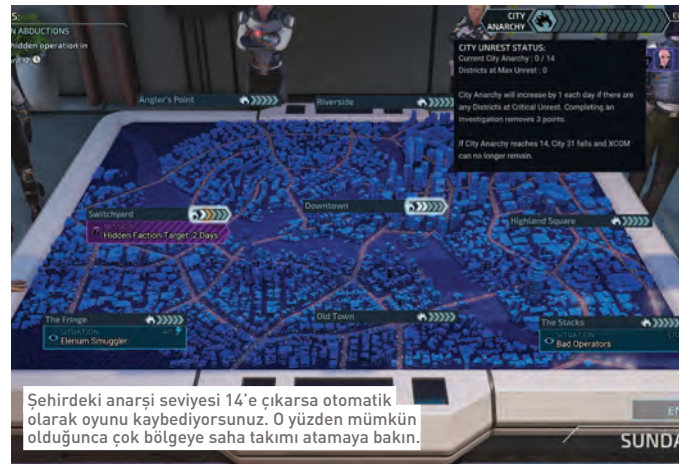 S:
N ABDUCTIONS
hidden operation in
CITY
ANARCHY
CITY UNREST STATUS:
Current City Anarchy : 0 / 14
Districts at Max Unrest : 0
City Anarchy will increase by 1 each day if there are
any Districts at Critical Unrest. Completing an
Investigation removes 3 points.
If City Anarchy reaches 14, City 31 falls and XCOM
can no longer remain.
Angler's Point
Riverside
Switchyard
Hidden Faction Target: 2 Days
Downtown
Highland Square
The Fringe
SITUATION
Elerium Smuggler
Old Town
The Stacks
SITUATION
Bad Operators
EN
SUNDA
Şehirdeki anarşi seviyesi 14'e çıkarsa otomatik
olarak oyunu kaybediyorsunuz. O yüzden mümkün
olduğunca çok bölgeye saha takımı atamaya bakın.